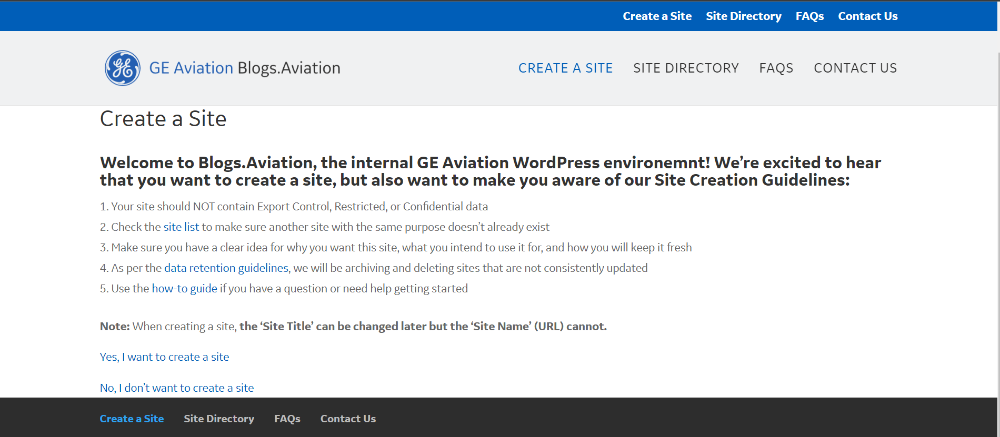 Create a Site Site Directory FAQs Contact Us
GE Aviation Blogs.Aviation
CREATE A SITE SITE DIRECTORY FAQS CONTACT US
Create a Site
Welcome to Blogs.Aviation, the internal GE Aviation WordPress environemnt! We’re excited to hear
that you want to create a site, but also want to make you aware of our Site Creation Guidelines:
1. Your site should NOT contain Export Control, Restricted, or Confidential data
2. Check the site list to make sure another site with the same purpose doesn’t already exist
3. Make sure you have a clear idea for why you want this site, what you intend to use it for, and how you will keep it fresh
4. As per the data retention guidelines, we will be archiving and deleting sites that are not consistently updated
5. Use the how-to guide if you have a question or need help getting started
Note: When creating a site, the ‘Site Title’ can be changed later but the ‘Site Name’ (URL) cannot.
Yes, I want to create a site
No, I don’t want to create a site
Create a Site Site Directory FAQs Contact Us